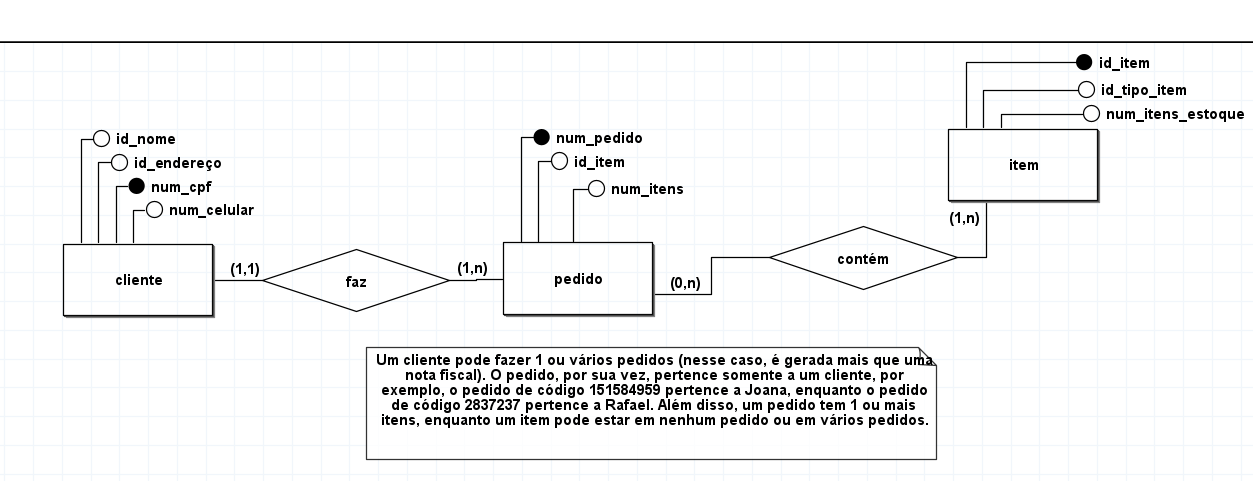 id_nome
id_endereço
num_cpf
num_celular
cliente
(1,1)
faz
(1,n)
num_pedido
id_item
num_itens
pedido
(0,n)
contém
(1,n)
id_item
id_tipo_item
num_itens_estoque
item
Um cliente pode fazer 1 ou vários pedidos (nesse caso, é gerada mais que uma
nota fiscal). O pedido, por sua vez, pertence somente a um cliente, por
exemplo, o pedido de código 151584959 pertence a Joana, enquanto o pedido
de código 2837237 pertence a Rafael. Além disso, um pedido tem 1 ou mais
itens, enquanto um item pode estar em nenhum pedido ou em vários pedidos.